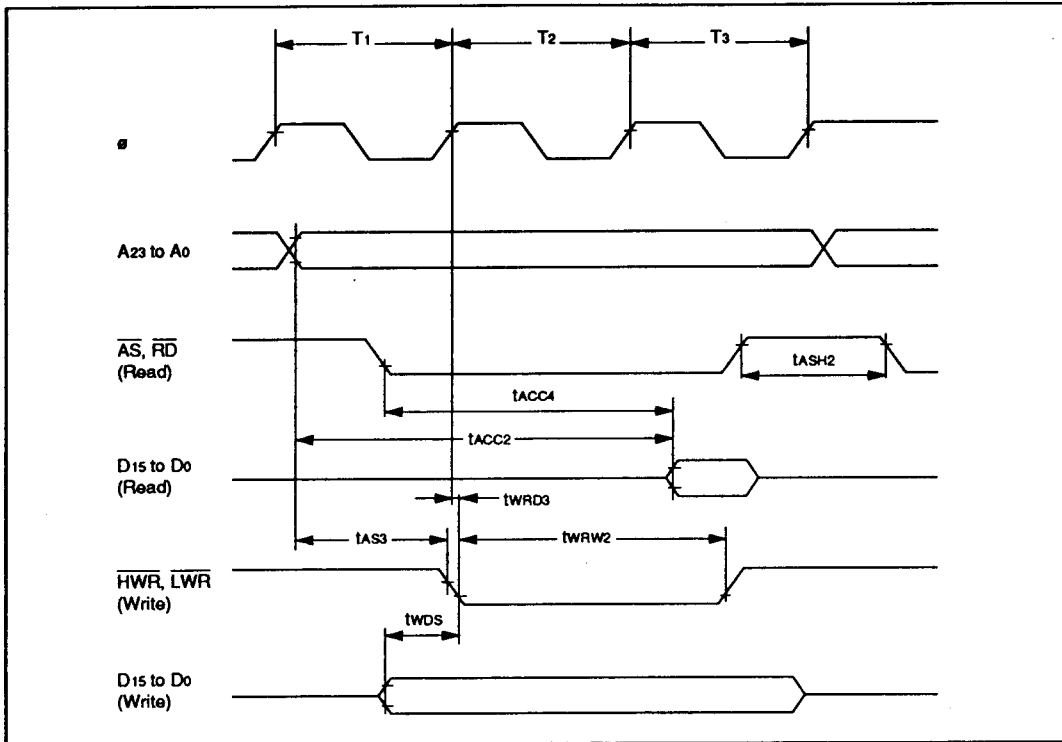 T1 T2 T3
ø
A23 to A0
AS, RD
(Read)
tASH2
tACC4
tACC2
D15 to D0
(Read)
tWRD3
tAS3
tWRW2
HWR, LWR
(Write)
tWDS
D15 to D0
(Write)